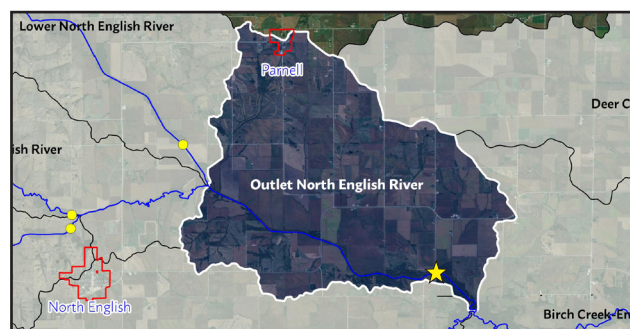 Lower North English River
Parnell
Deer C
ish River
Outlet North English River
North English
Birch Creek-En